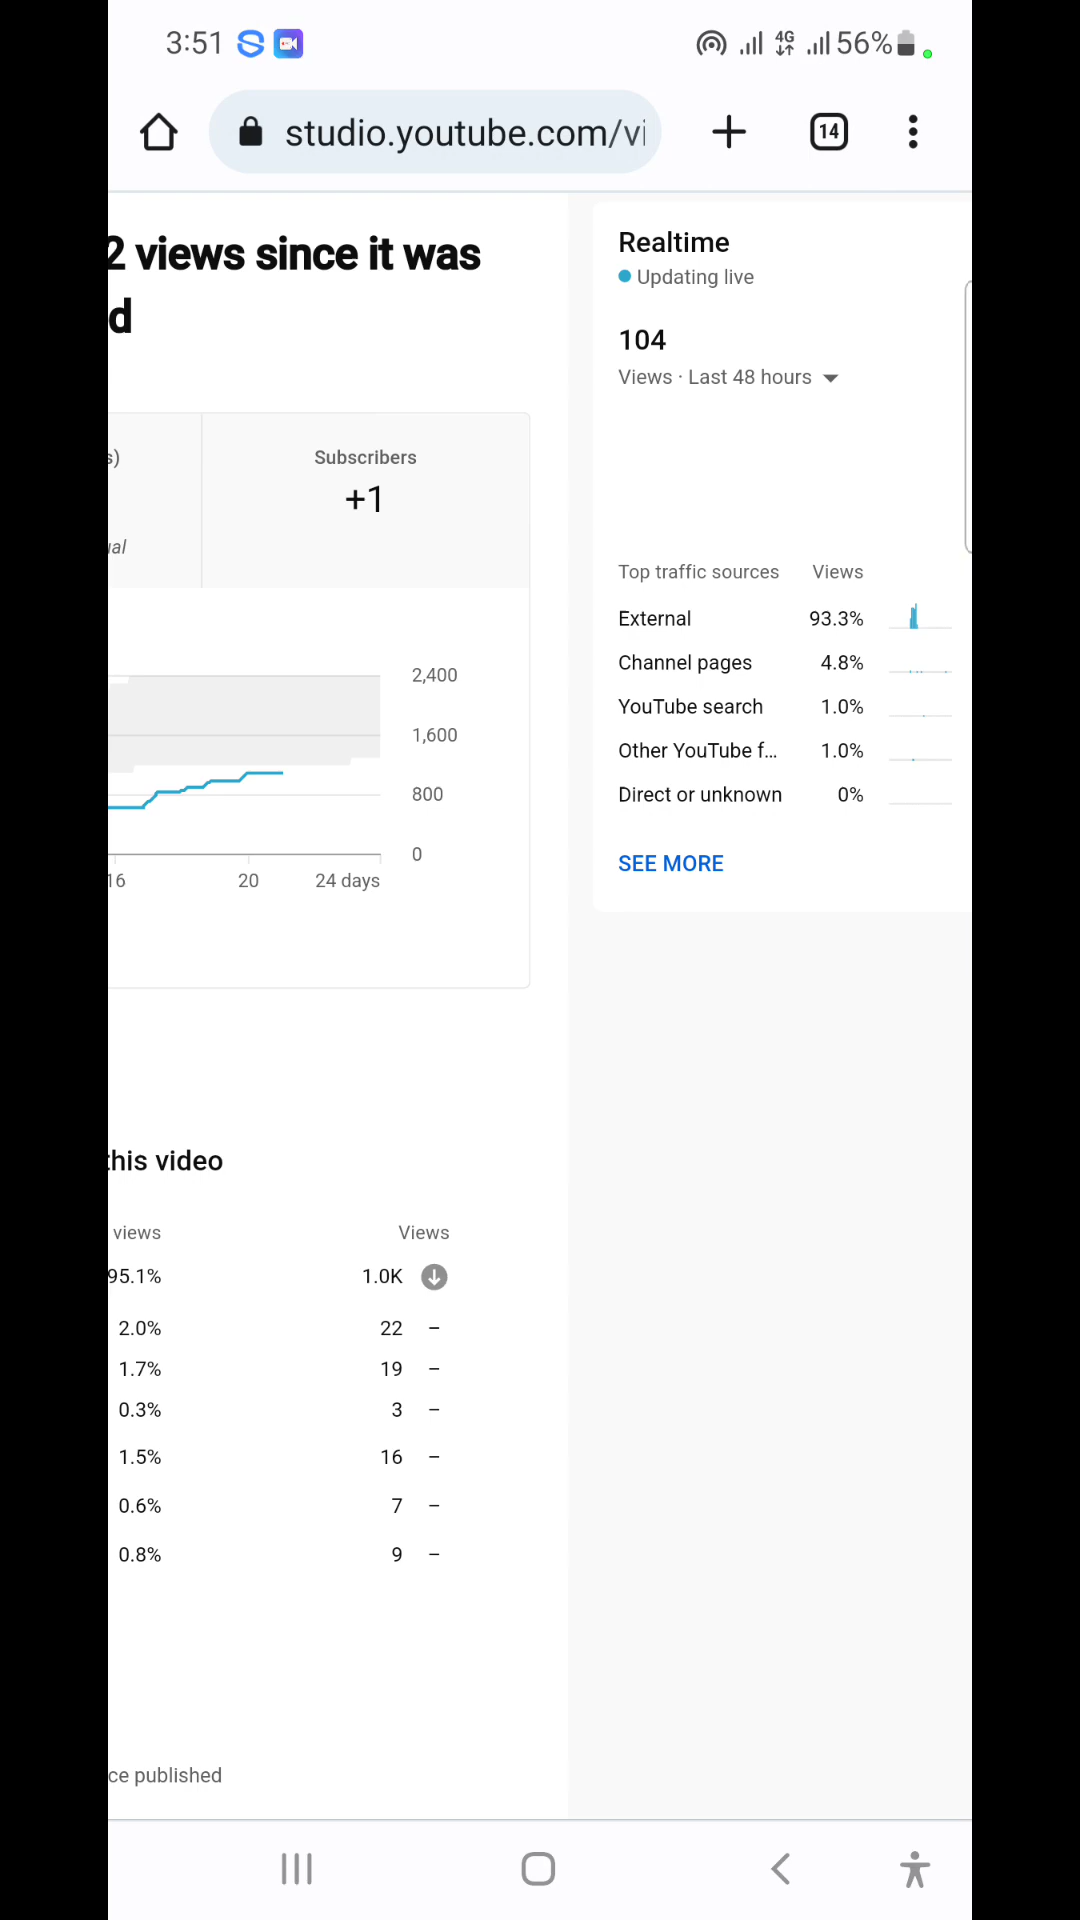 3:51
4G
56%
studio.youtube.com/vi
14
2 views since it was
d
s)
Subscribers
+1
ual
2,400
1,600
800
0
16
20
24 days
this video
views
Views
95.1%
1.0K
2.0%
22 –
1.7%
19 –
0.3%
3 –
1.5%
16 –
0.6%
7 –
0.8%
9 –
ce published
Realtime
Updating live
104
Views · Last 48 hours
Top traffic sources
Views
External
93.3%
Channel pages
4.8%
YouTube search
1.0%
Other YouTube f...
1.0%
Direct or unknown
0%
SEE MORE